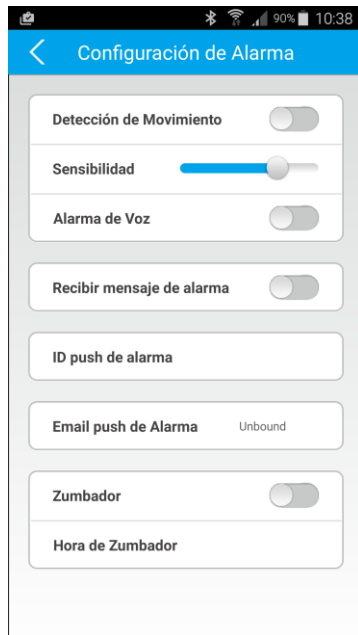 90% 10:38
Configuración de Alarma
Detección de Movimiento
Sensibilidad
Alarma de Voz
Recibir mensaje de alarma
ID push de alarma
Email push de Alarma Unbound
Zumbador
Hora de Zumbador